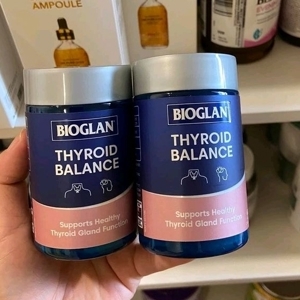 AMPOULE
BIOGLAN
THYROID
BALANCE
Supports Healthy
Thyroid Gland Function
BIOGLAN
THYROID
BALANCE
Supports Healthy
Thyroid Gland Function